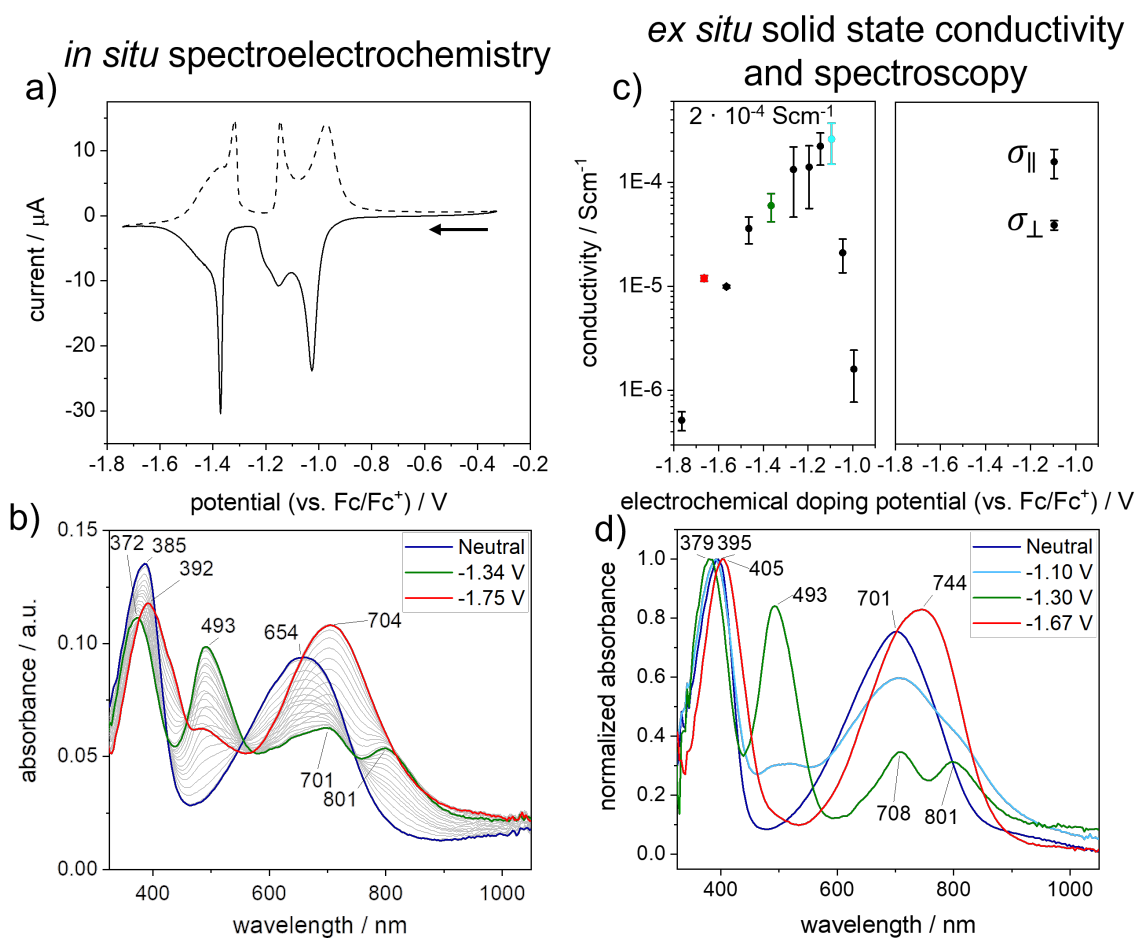 in situ spectroelectrochemistry
ex situ solid state conductivity
and spectroscopy
a)
current / μA
10
0
-10
-20
-30
-1.8 -1.6 -1.4 -1.2 -1.0 -0.8 -0.6 -0.4 -0.2
potential (vs. Fc/Fc⁺) / V
c)
conductivity / Scm⁻¹
2 · 10⁻⁴ Scm⁻¹
1E-4
1E-5
1E-6
-1.8 -1.6 -1.4 -1.2 -1.0
σ∥
σ⊥
-1.8 -1.6 -1.4 -1.2 -1.0
electrochemical doping potential (vs. Fc/Fc⁺) / V
b)
absorbance / a.u.
0.15
0.10
0.05
0.00
372
385
392
493
654
704
701
801
Neutral
-1.34 V
-1.75 V
400 600 800 1000
wavelength / nm
d)
normalized absorbance
1.0
0.8
0.6
0.4
0.2
0.0
379
395
405
493
701
744
708
801
Neutral
-1.10 V
-1.30 V
-1.67 V
400 600 800 1000
wavelength / nm